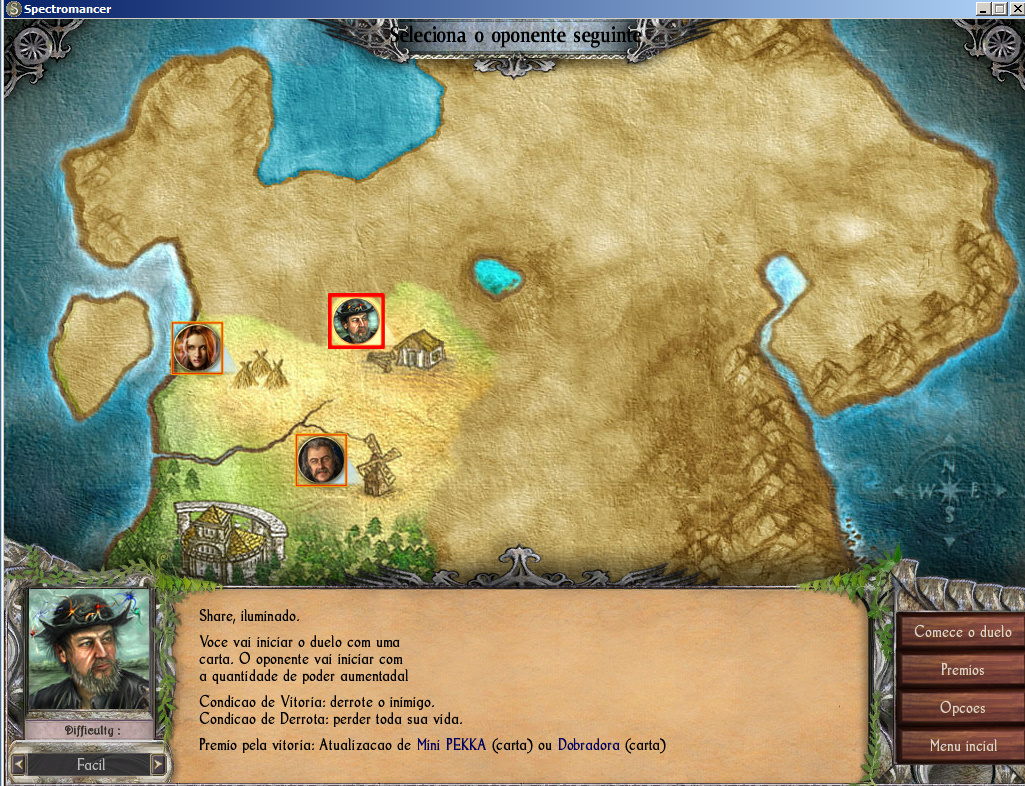 Spectromancer
Seleciona o oponente seguinte
N
W E
S
Share, iluminado.
Voce vai iniciar o duelo com uma
carta. O oponente vai iniciar com
a quantidade de poder aumentadal
Condicao de Vitoria: derrote o inimigo.
Condicao de Derrota: perder toda sua vida.
Premio pela vitoria: Atualizacao de Mini PEKKA (carta) ou Dobradora (carta)
Difficulty :
Facil
Comece o duelo
Premios
Opcoes
Menu incial